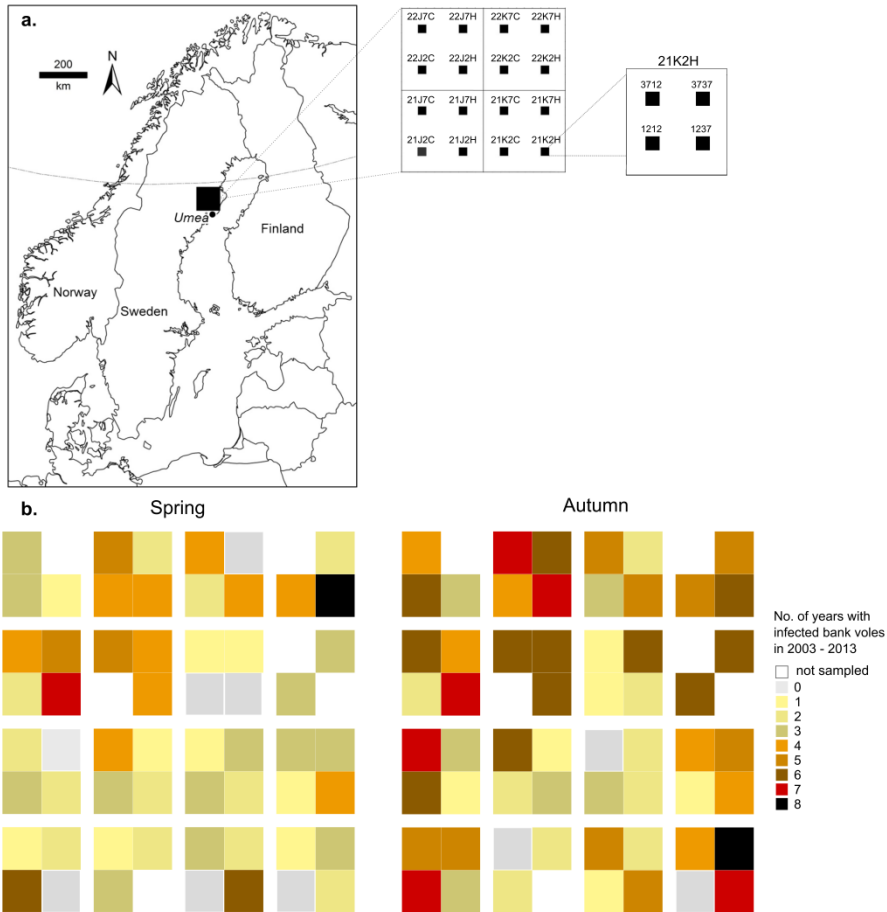 a.
200
km
N
Umeå
Norway
Sweden
Finland
22J7C 22J7H 22K7C 22K7H
22J2C 22J2H 22K2C 22K2H
21J7C 21J7H 21K7C 21K7H
21J2C 21J2H 21K2C 21K2H
21K2H
3712 3737
1212 1237
b.
Spring
Autumn
No. of years with
infected bank voles
in 2003 - 2013
not sampled
0
1
2
3
4
5
6
7
8